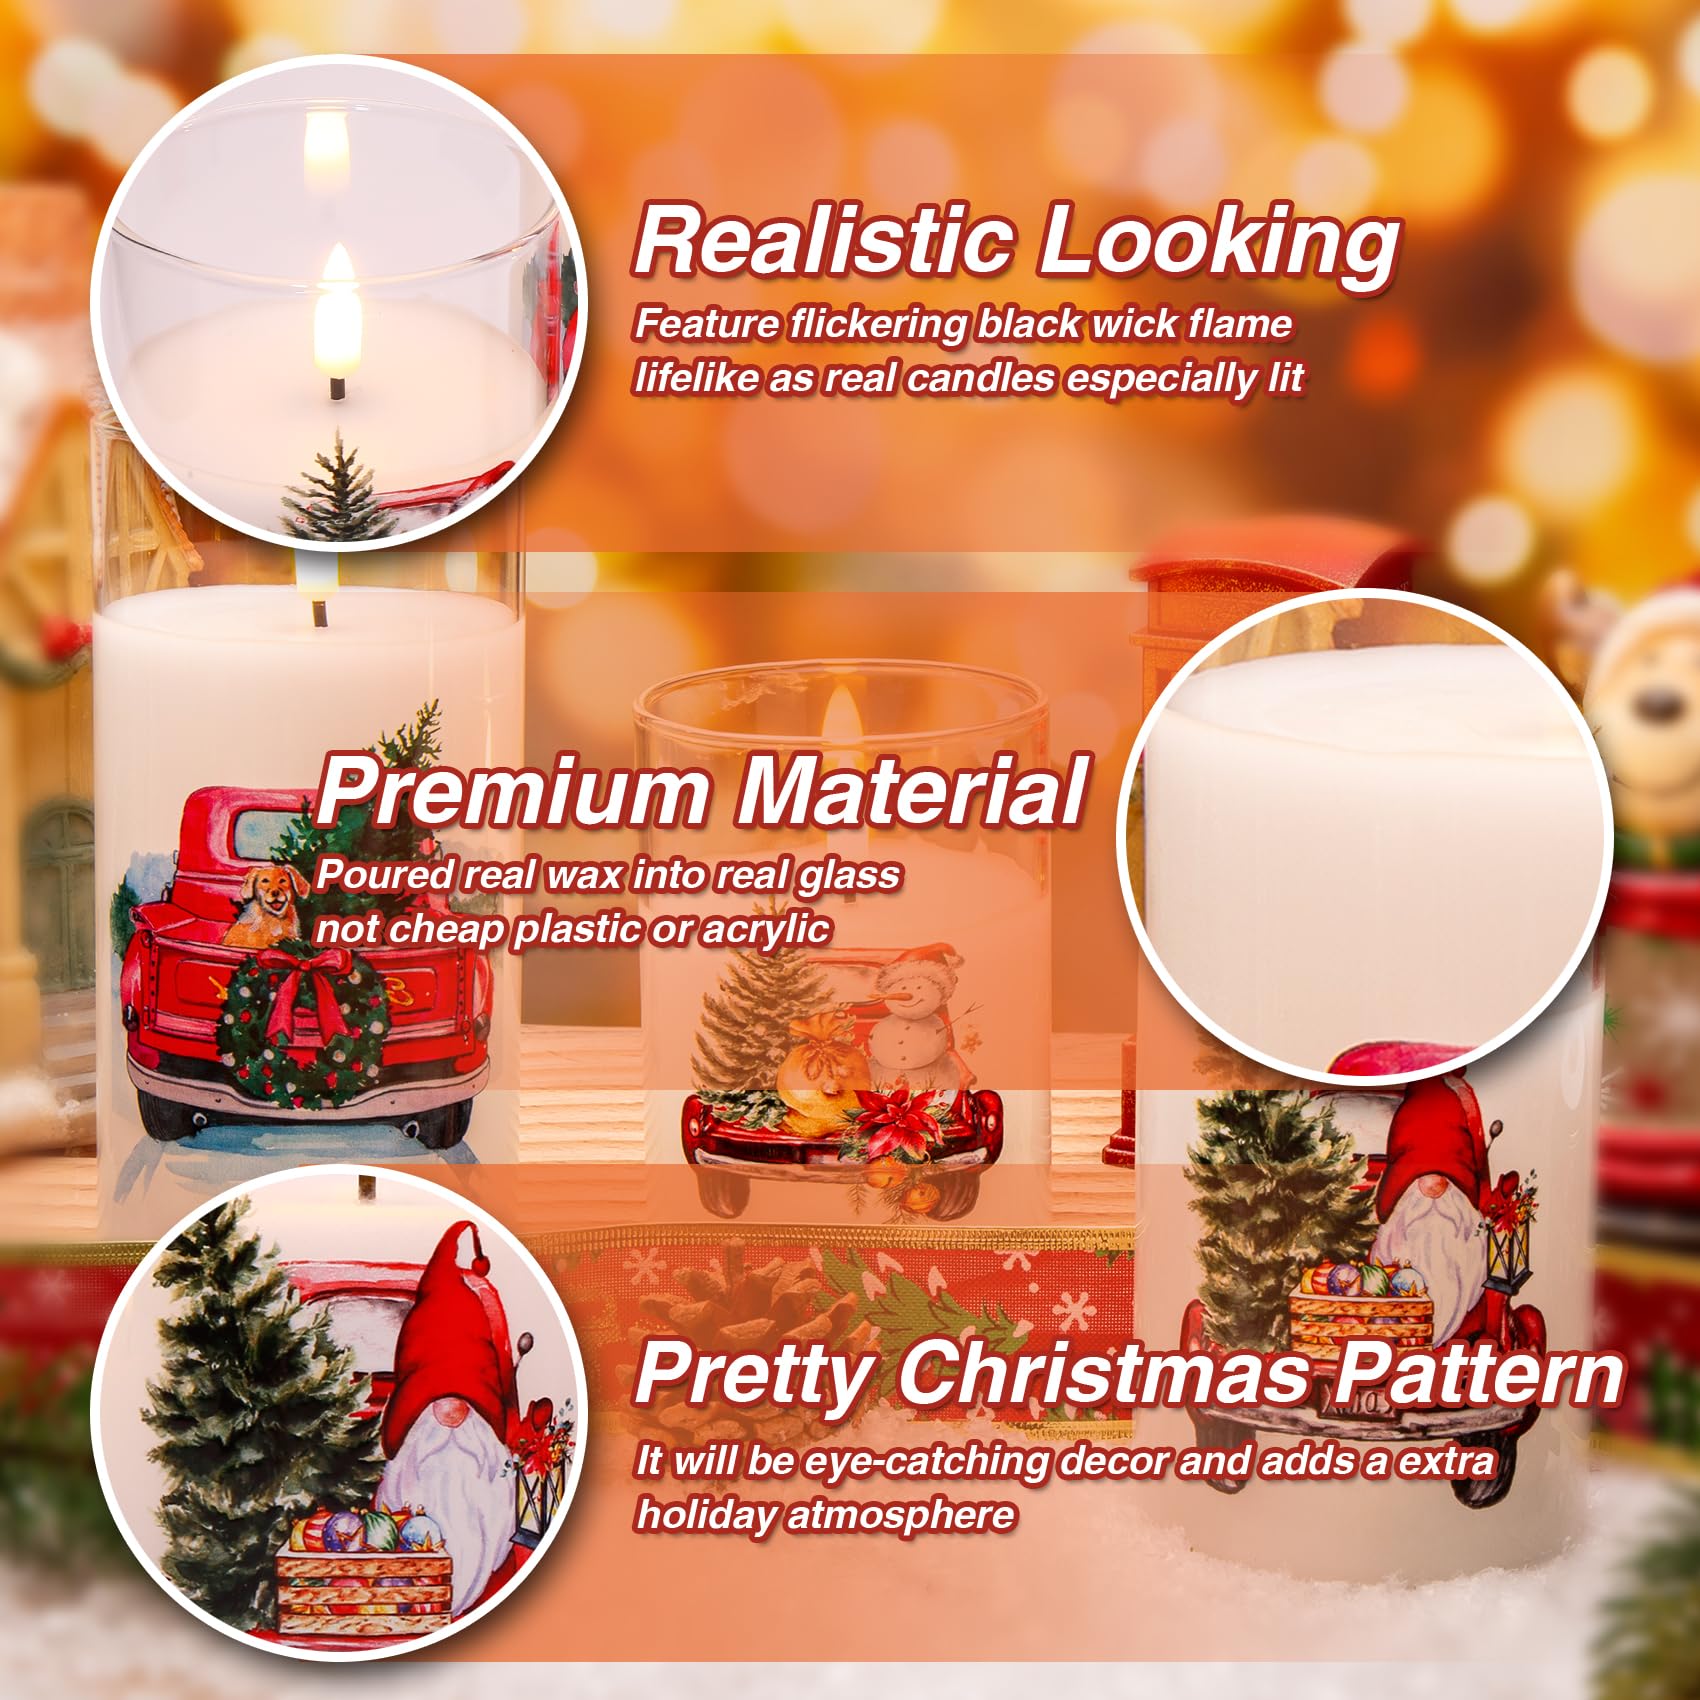 Realistic Looking
Feature flickering black wick flame
lifelike as real candles especially lit
Premium Material
Poured real wax into real glass
not cheap plastic or acrylic
Pretty Christmas Pattern
It will be eye-catching decor and adds a extra
holiday atmosphere